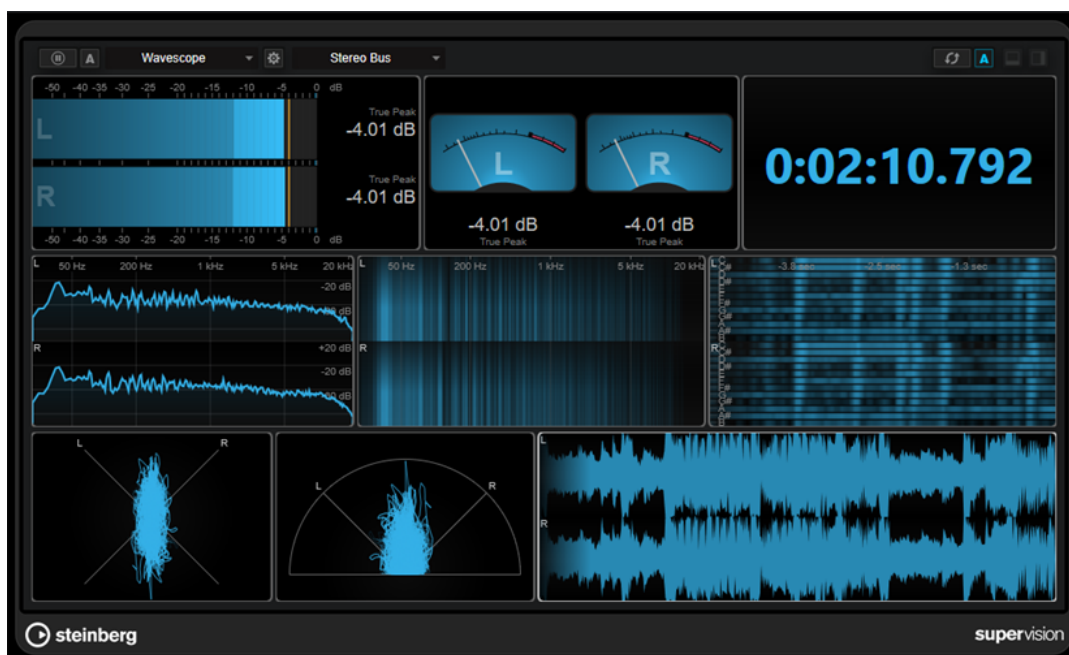 A Wavescope Stereo Bus A
-50 -40 -35 -30 -25 -20 -15 -10 -5 0 dB
True Peak
-4.01 dB
L
True Peak
-4.01 dB
R
-50 -40 -35 -30 -25 -20 -15 -10 -5 0 dB
L
R
-4.01 dB
True Peak
-4.01 dB
True Peak
0:02:10.792
L 50 Hz 200 Hz 1 kHz 5 kHz 20 kHz
-20 dB
R +20 dB
-20 dB
L 50 Hz 200 Hz 1 kHz 5 kHz 20 kHz
R
L -3.8 sec -2.5 sec -1.3 sec
R
L R
L R
L
R
steinberg
supervision